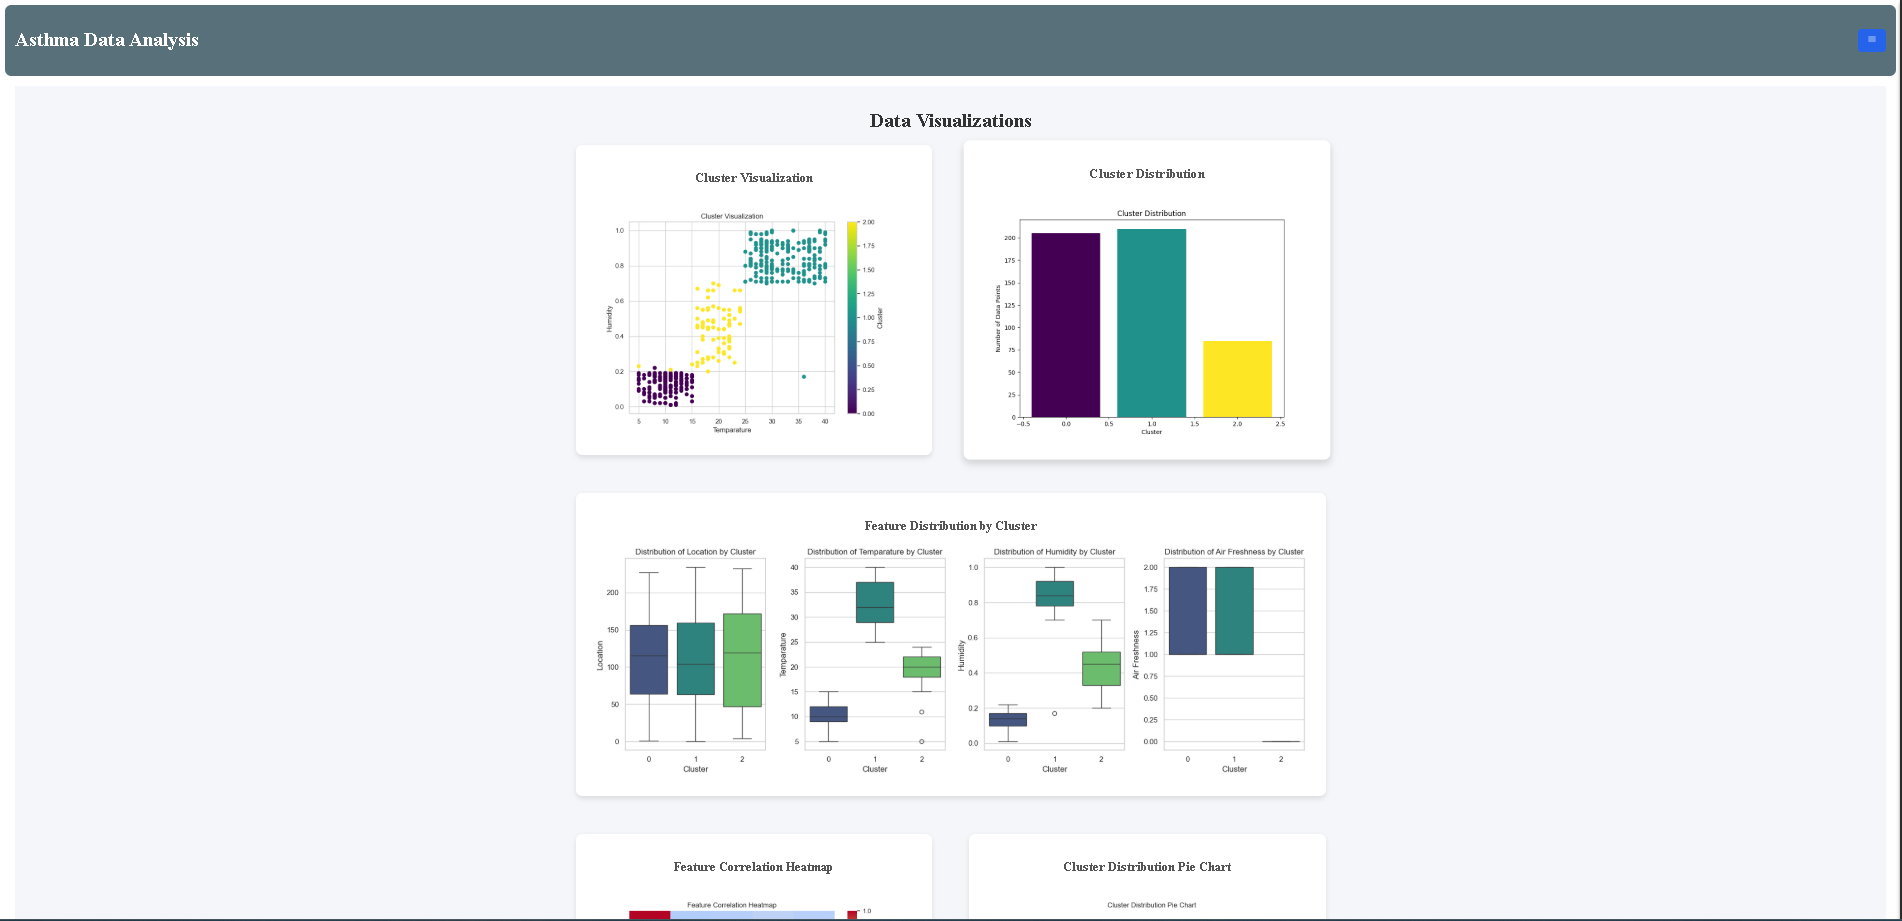 Asthma Data Analysis
Data Visualizations
Cluster Visualization
Cluster Visualization
1.0
0.8
0.6
0.4
0.2
0.0
Humidity
5 10 15 20 25 30 35 40
Temparature
2.00
1.75
1.50
1.25
1.00
0.75
0.50
0.25
0.00
Cluster
Cluster Distribution
Cluster Distribution
200
175
150
125
100
75
50
25
0
Number of Data Points
−0.5 0.0 0.5 1.0 1.5 2.0 2.5
Cluster
Feature Distribution by Cluster
Distribution of Location by Cluster
200
150
100
50
0
Location
0 1 2
Cluster
Distribution of Temparature by Cluster
40
35
30
25
20
15
10
5
Temparature
0 1 2
Cluster
Distribution of Humidity by Cluster
1.0
0.8
0.6
0.4
0.2
0.0
Humidity
0 1 2
Cluster
Distribution of Air Freshness by Cluster
2.00
1.75
1.50
1.25
1.00
0.75
0.50
0.25
0.00
Air Freshness
0 1 2
Cluster
Feature Correlation Heatmap
Feature Correlation Heatmap
1.0
Cluster Distribution Pie Chart
Cluster Distribution Pie Chart